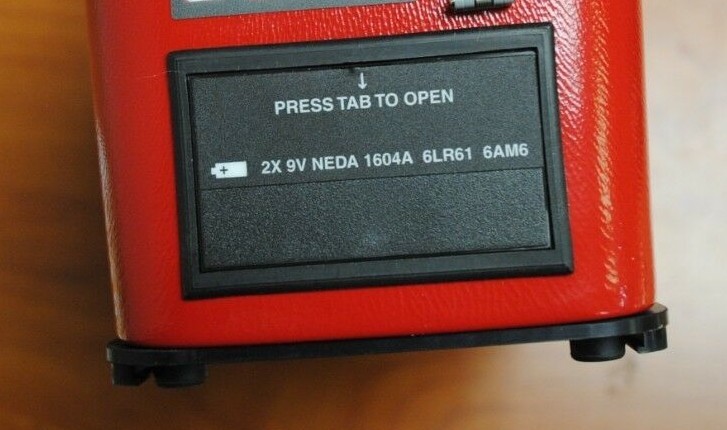 ↓
PRESS TAB TO OPEN
2X 9V NEDA 1604A 6LR61 6AM6